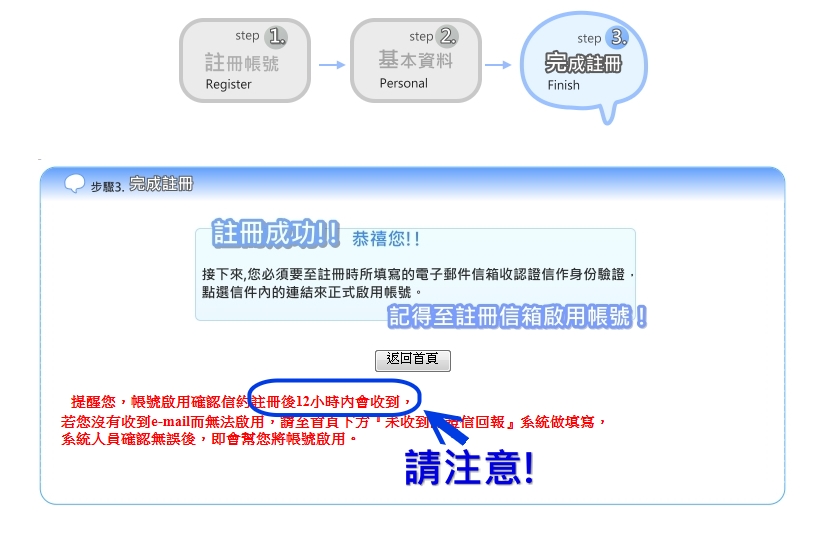 step 1.
註冊帳號
Register
step 2.
基本資料
Personal
step 3.
完成註冊
Finish
步驟3. 完成註冊
註冊成功!! 恭禧您!!
接下來,您必須要至註冊時所填寫的電子郵件信箱收認證信作身份驗證，
點選信件內的連結來正式啟用帳號。
記得至註冊信箱啟用帳號！
返回首頁
提醒您，帳號啟用確認信約註冊後12小時內會收到，
若您沒有收到e-mail而無法啟用，請至首頁下方『未收到 證信回報』系統做填寫，
系統人員確認無誤後，即會幫您將帳號啟用。
請注意!